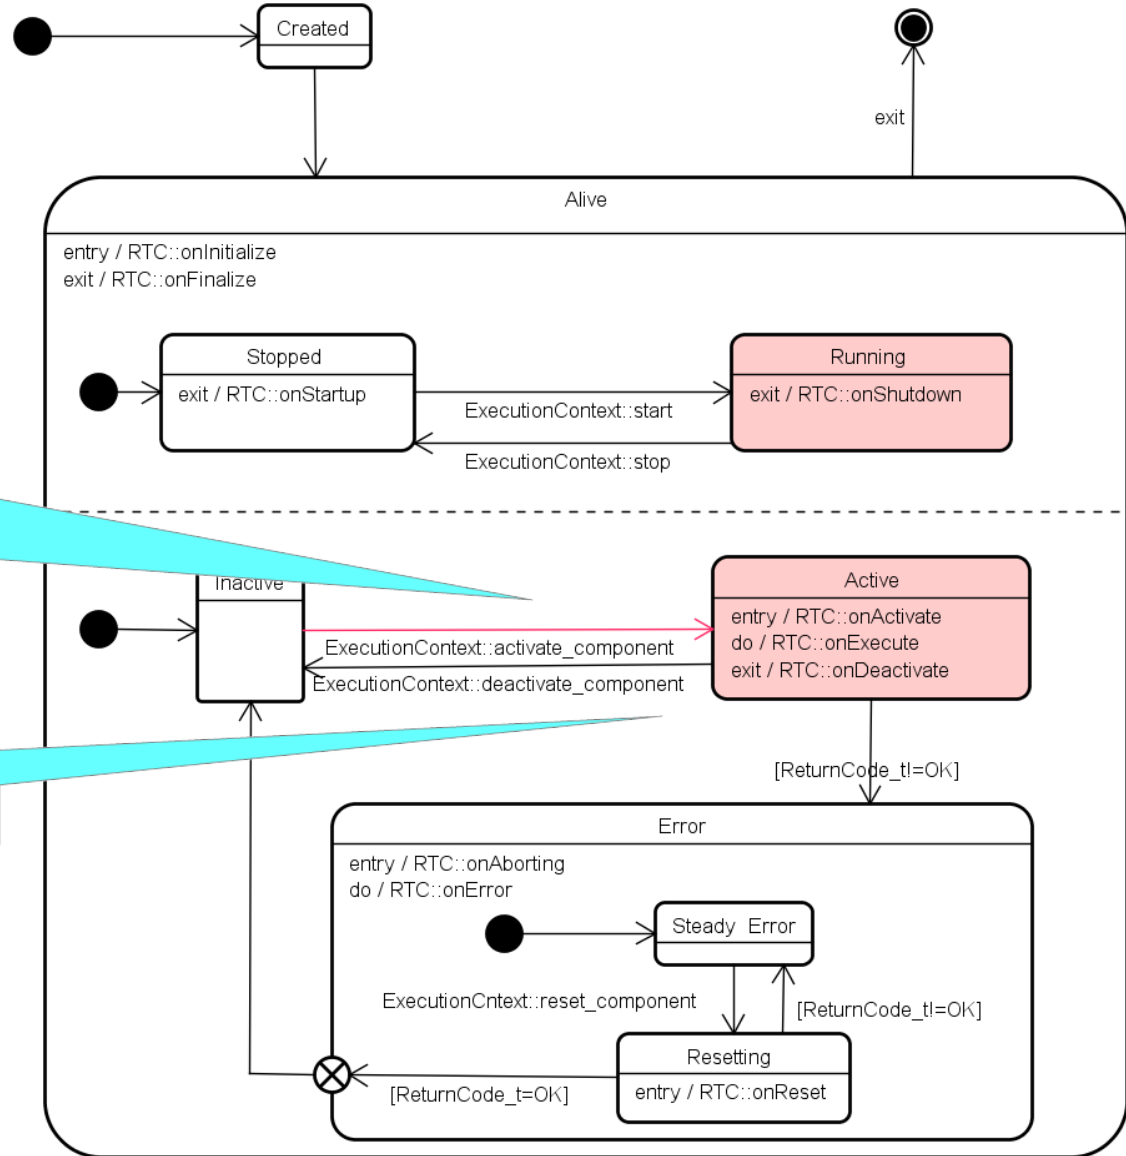 Created
exit
Alive
entry / RTC::onInitialize
exit / RTC::onFinalize
Stopped
exit / RTC::onStartup
Running
exit / RTC::onShutdown
ExecutionContext::start
ExecutionContext::stop
Inactive
Active
entry / RTC::onActivate
do / RTC::onExecute
exit / RTC::onDeactivate
ExecutionContext::activate_component
ExecutionContext::deactivate_component
[ReturnCode_t!=OK]
Error
entry / RTC::onAborting
do / RTC::onError
Steady Error
ExecutionCntext::reset_component
[ReturnCode_t!=OK]
Resetting
entry / RTC::onReset
[ReturnCode_t=OK]